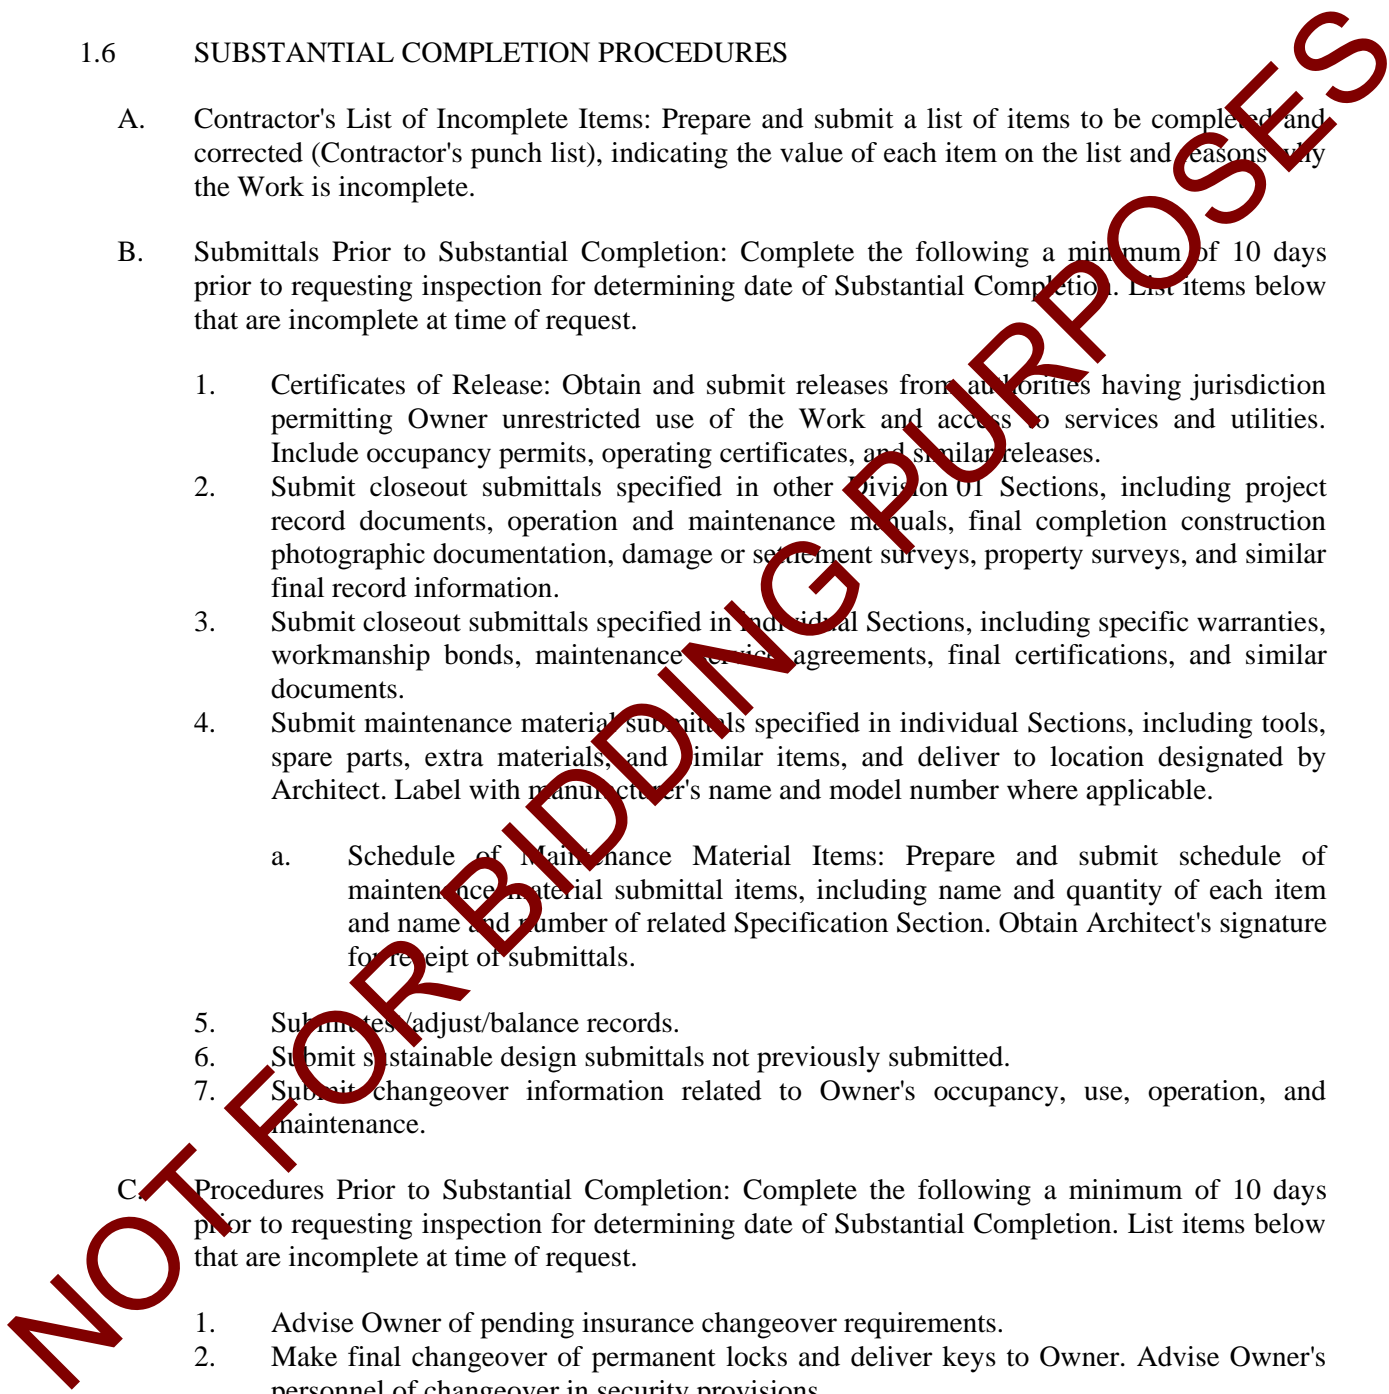 1.6 SUBSTANTIAL COMPLETION PROCEDURES
A. Contractor's List of Incomplete Items: Prepare and submit a list of items to be completed and
corrected (Contractor's punch list), indicating the value of each item on the list and reasons why
the Work is incomplete.
B. Submittals Prior to Substantial Completion: Complete the following a minimum of 10 days
prior to requesting inspection for determining date of Substantial Completion. List items below
that are incomplete at time of request.
1. Certificates of Release: Obtain and submit releases from authorities having jurisdiction
permitting Owner unrestricted use of the Work and access to services and utilities.
Include occupancy permits, operating certificates, and similar releases.
2. Submit closeout submittals specified in other Division 01 Sections, including project
record documents, operation and maintenance manuals, final completion construction
photographic documentation, damage or settlement surveys, property surveys, and similar
final record information.
3. Submit closeout submittals specified in individual Sections, including specific warranties,
workmanship bonds, maintenance service agreements, final certifications, and similar
documents.
4. Submit maintenance material submittals specified in individual Sections, including tools,
spare parts, extra materials, and similar items, and deliver to location designated by
Architect. Label with manufacturer's name and model number where applicable.
a. Schedule of Maintenance Material Items: Prepare and submit schedule of
maintenance material submittal items, including name and quantity of each item
and name and number of related Specification Section. Obtain Architect's signature
for receipt of submittals.
5. Submit test/adjust/balance records.
6. Submit sustainable design submittals not previously submitted.
7. Submit changeover information related to Owner's occupancy, use, operation, and
maintenance.
C. Procedures Prior to Substantial Completion: Complete the following a minimum of 10 days
prior to requesting inspection for determining date of Substantial Completion. List items below
that are incomplete at time of request.
1. Advise Owner of pending insurance changeover requirements.
2. Make final changeover of permanent locks and deliver keys to Owner. Advise Owner's
personnel of changeover in security provisions.
NOT FOR BIDDING PURPOSES